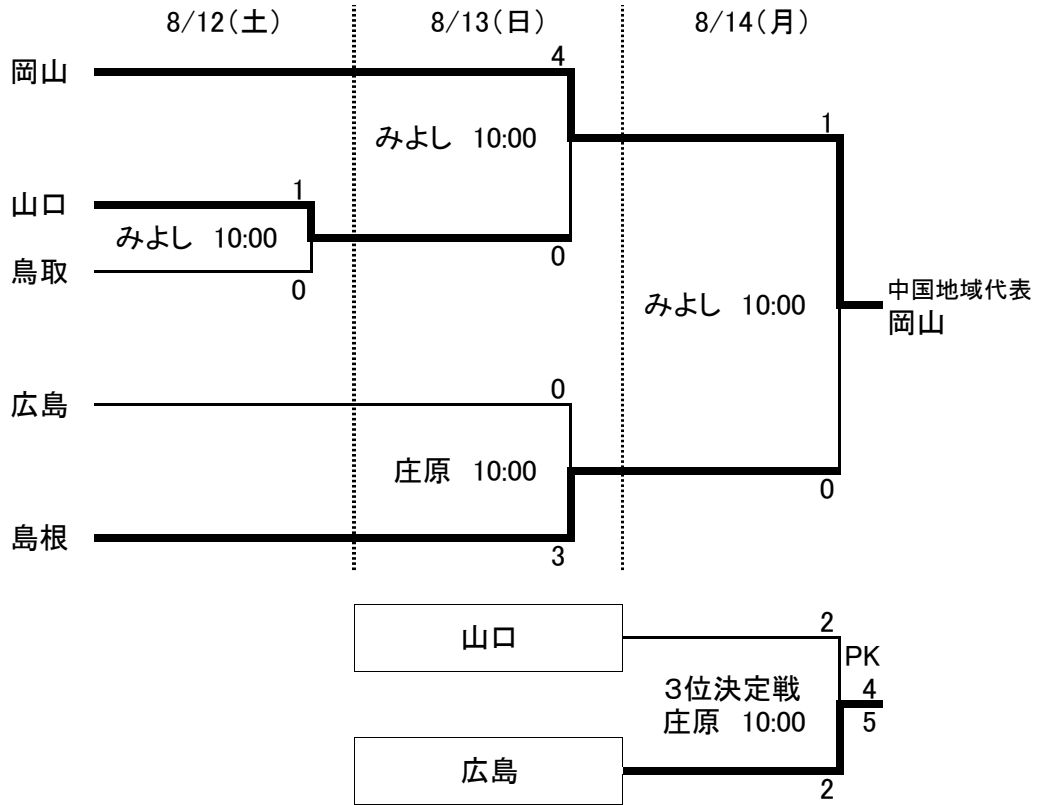 8/12(土) 8/13(日) 8/14(月)
岡山
4
みよし 10:00
1
山口
1
みよし 10:00
0
鳥取
0
みよし 10:00
中国地域代表
岡山
広島
0
庄原 10:00
0
島根
3
山口
2
PK
3位決定戦
4
庄原 10:00
5
広島
2